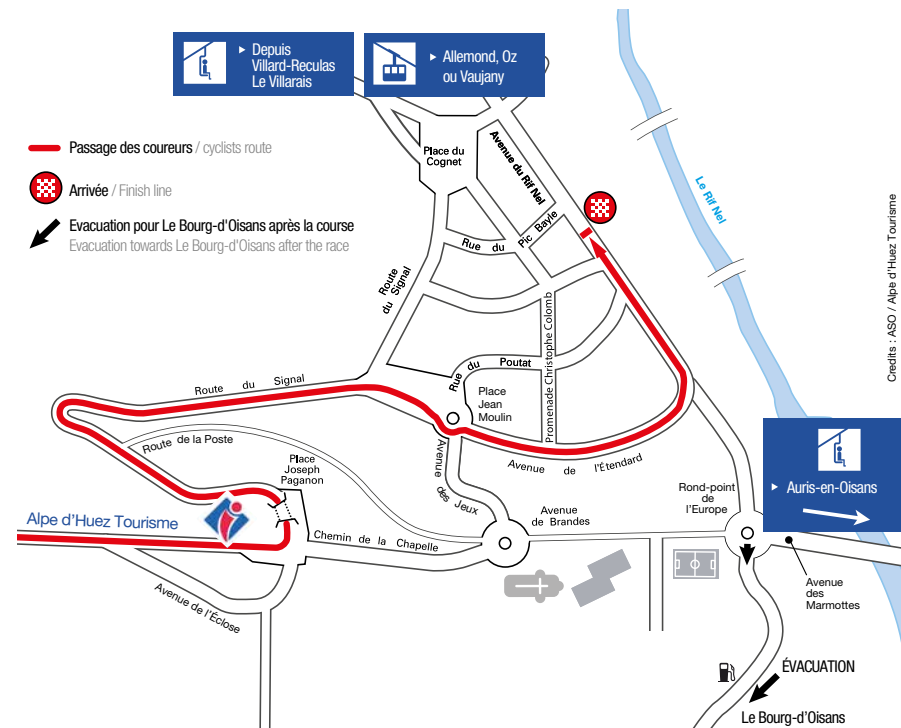 ▸ Depuis
Villard-Reculas
Le Villarais
▸ Allemond, Oz
ou Vaujany
Passage des coureurs / cyclists route
Arrivée / Finish line
Evacuation pour Le Bourg-d'Oisans après la course
Evacuation towards Le Bourg-d'Oisans after the race
Place du
Cognet
Avenue du Rif Nel
Rue du Pic Bayle
Route
du Signal
Le Rif Nel
Credits : ASO / Alpe d'Huez Tourisme
Promenade Christophe Colomb
Rue du Poutat
Place
Jean
Moulin
Route du Signal
Route de la Poste
Place
Joseph
Paganon
Avenue des Jeux
Avenue de l'Étendard
Alpe d'Huez Tourisme
Chemin de la Chapelle
Avenue
de Brandes
Rond-point
de
l'Europe
▸ Auris-en-Oisans
Avenue de l'Éclose
Avenue
des
Marmottes
ÉVACUATION
Le Bourg-d'Oisans